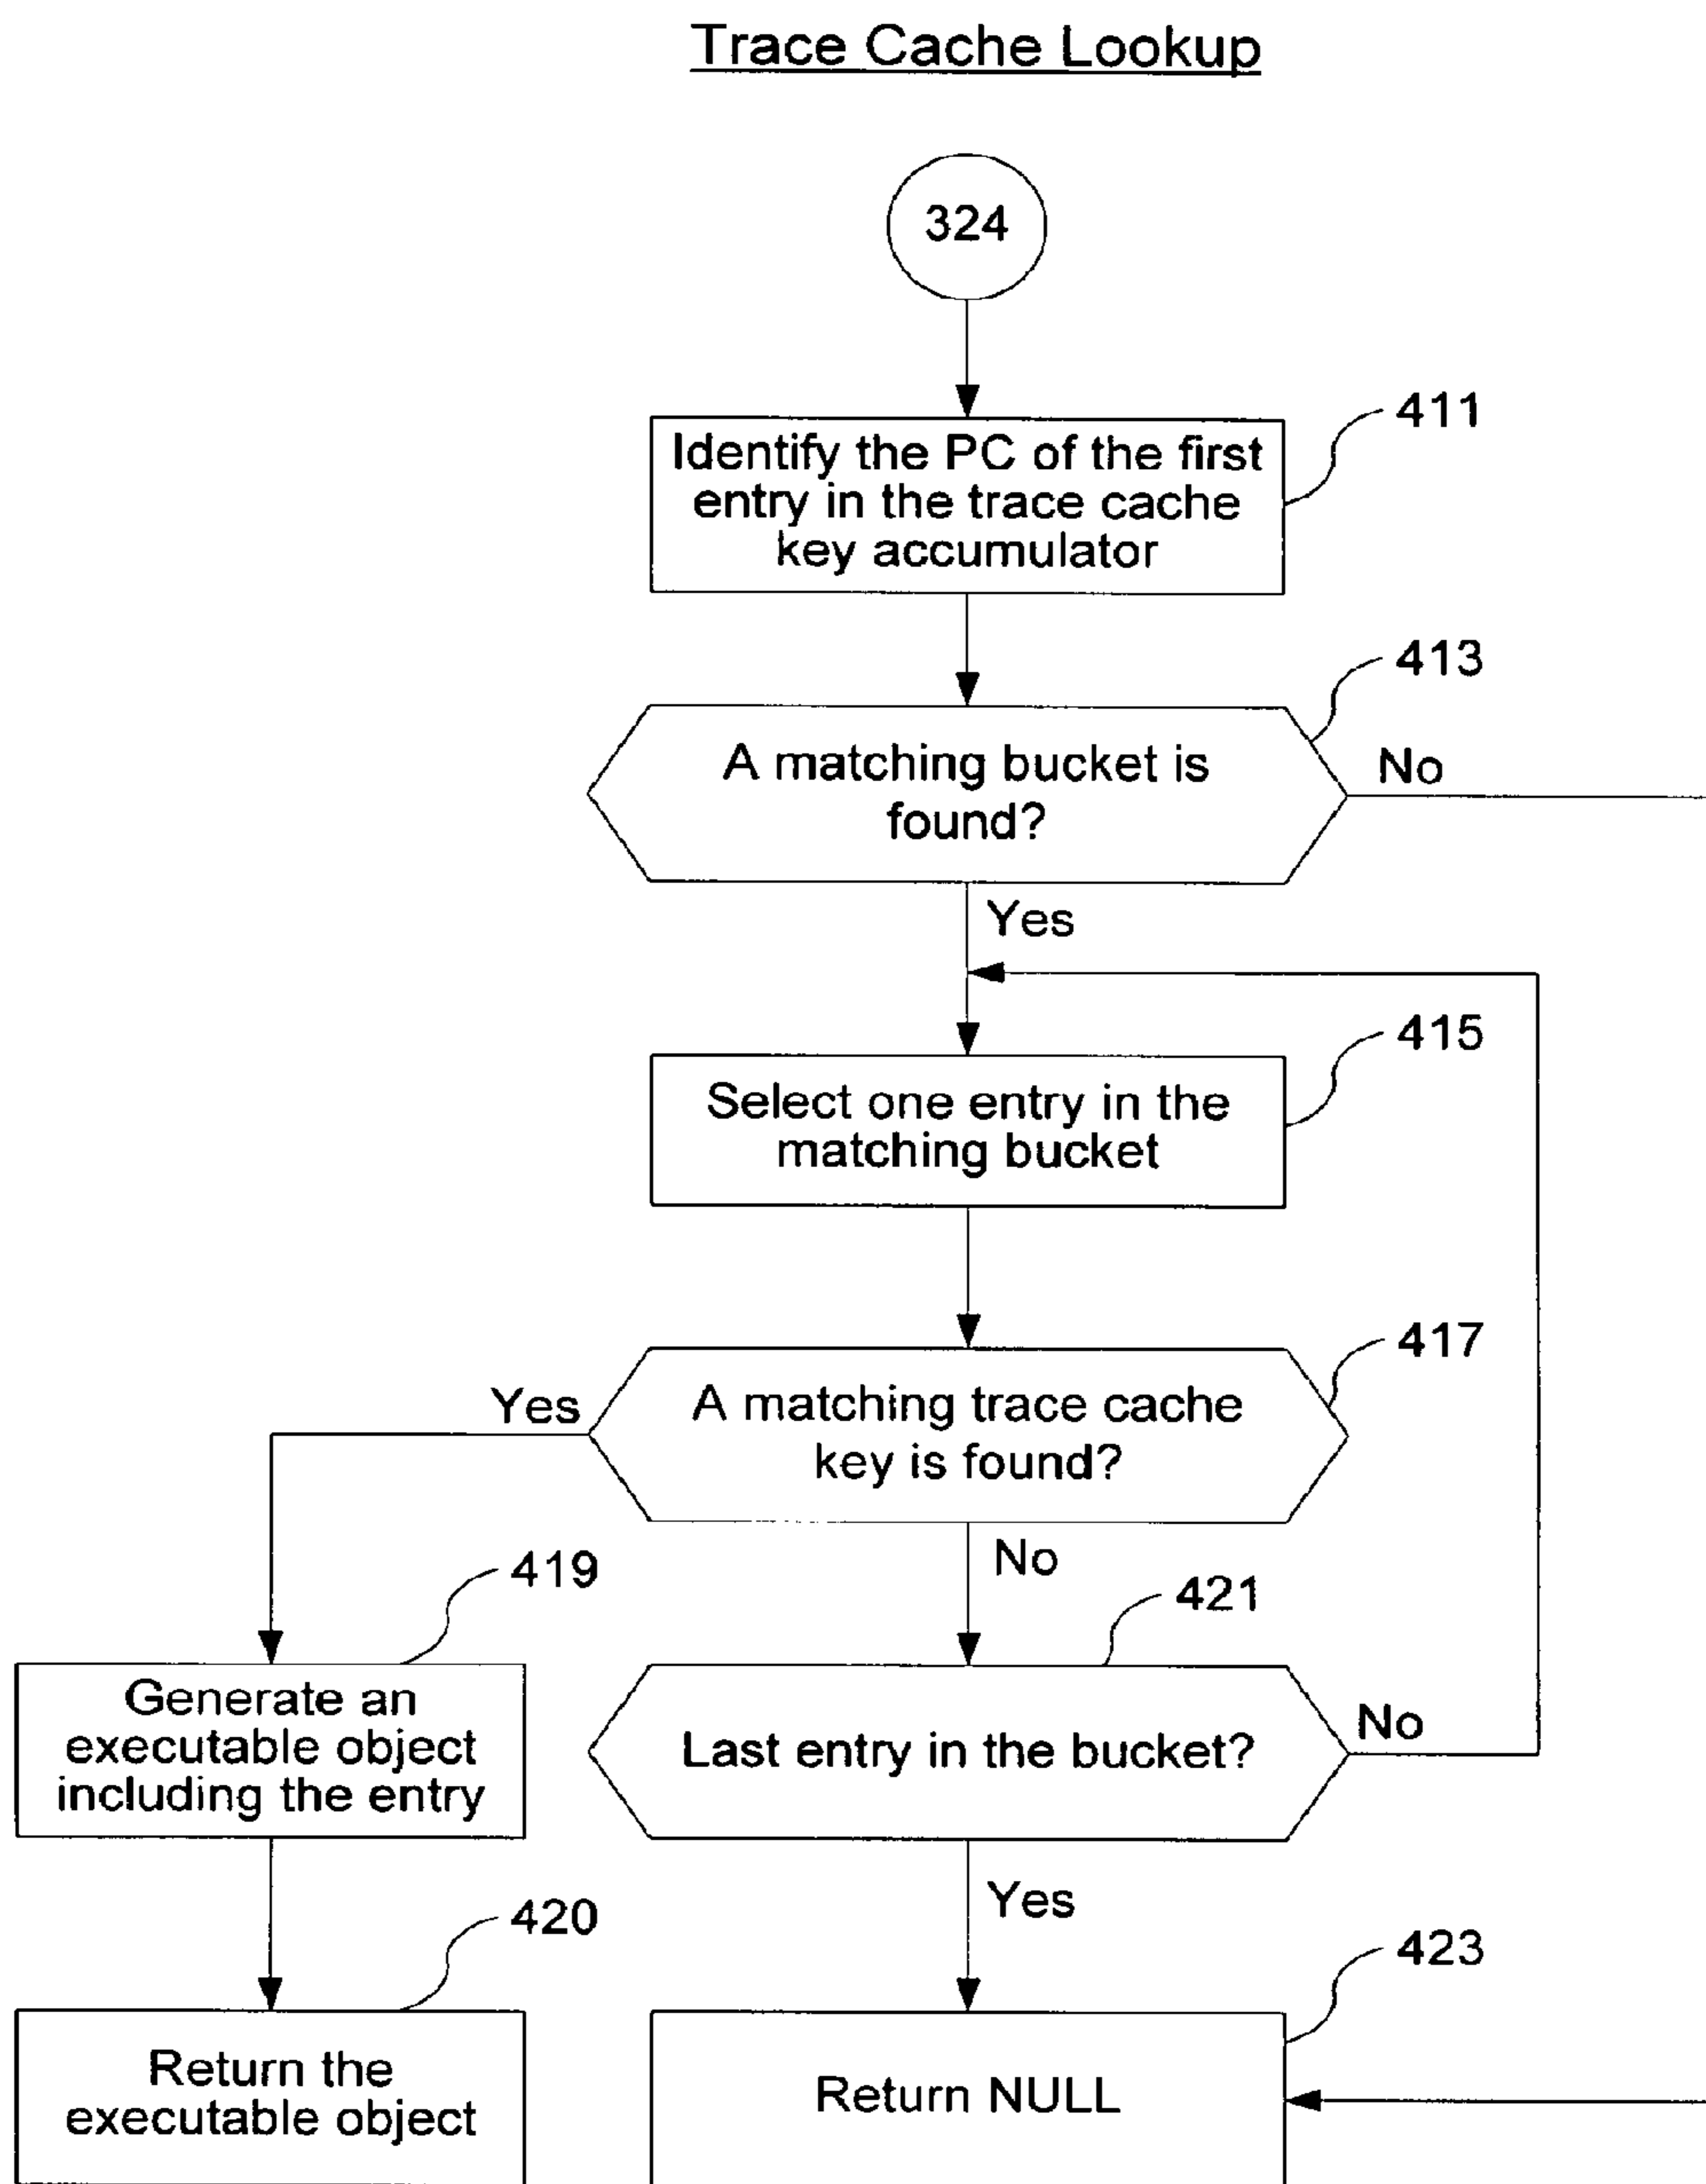 Trace Cache Lookup
324
411
Identify the PC of the first
entry in the trace cache
key accumulator
413
A matching bucket is
found?
No
Yes
415
Select one entry in the
matching bucket
417
Yes
A matching trace cache
key is found?
No
419
421
Generate an
executable object
including the entry
Last entry in the bucket?
No
Yes
420
423
Return the
executable object
Return NULL